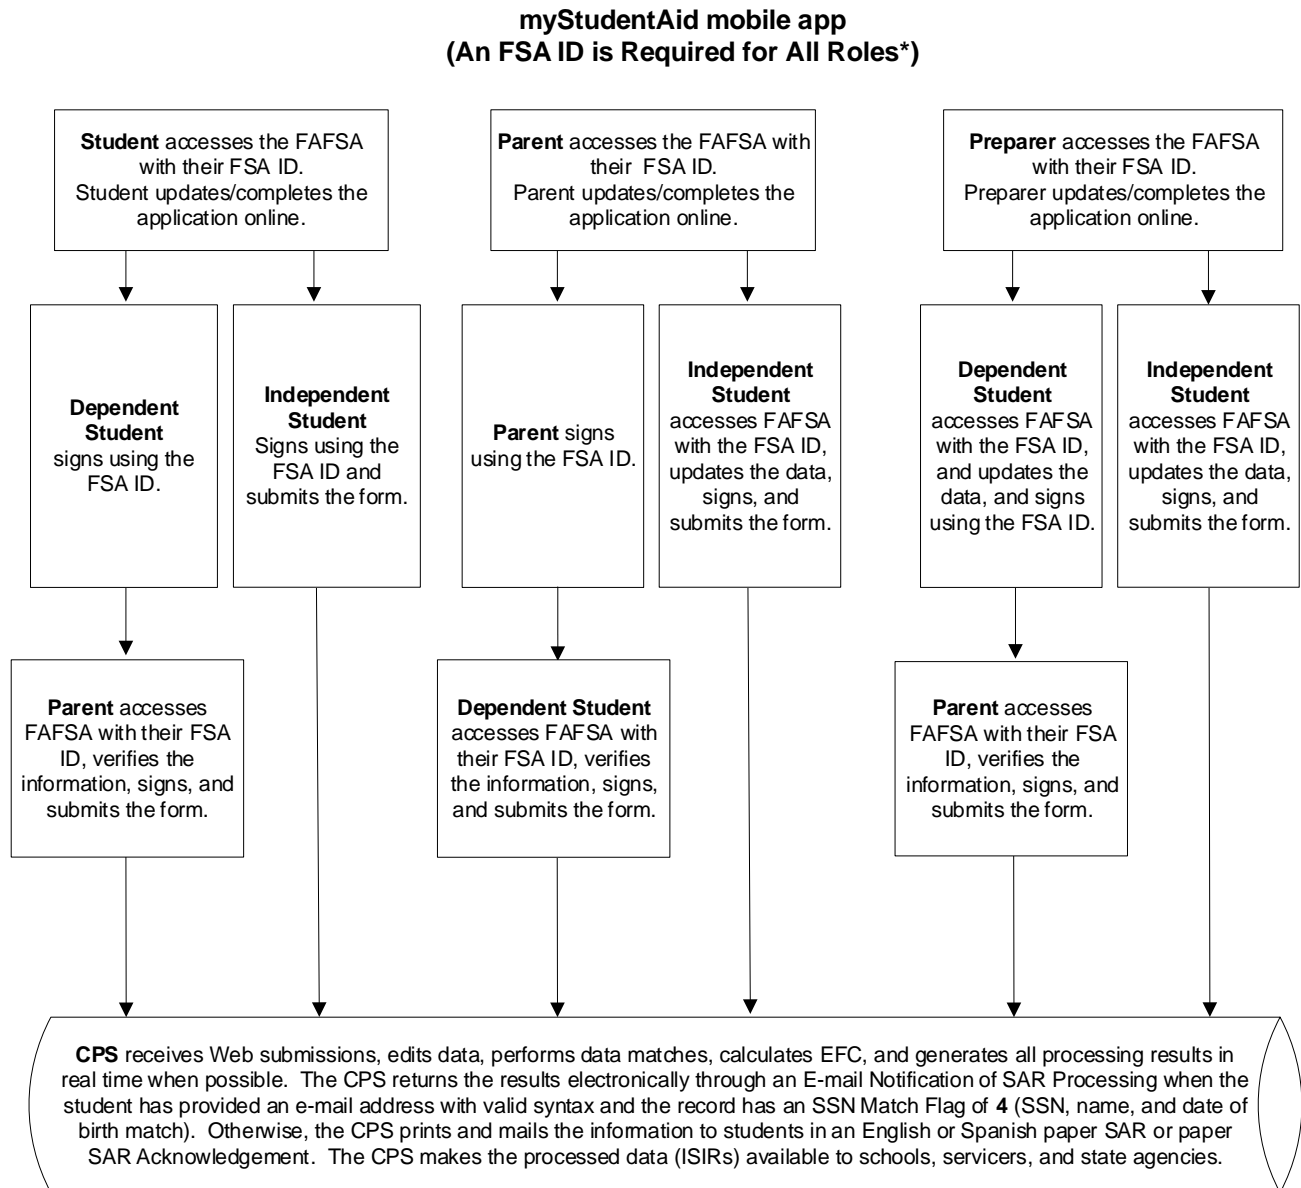 myStudentAid mobile app
(An FSA ID is Required for All Roles*)
Student accesses the FAFSA
with their FSA ID.
Student updates/completes the
application online.
Parent accesses the FAFSA with
their FSA ID.
Parent updates/completes the
application online.
Preparer accesses the FAFSA
with their FSA ID.
Preparer updates/completes the
application online.
Dependent
Student
signs using the
FSA ID.
Independent
Student
Signs using the
FSA ID and
submits the form.
Parent signs
using the FSA ID.
Independent
Student
accesses FAFSA
with the FSA ID,
updates the data,
signs, and
submits the form.
Dependent
Student
accesses FAFSA
with the FSA ID,
and updates the
data, and signs
using the FSA ID.
Independent
Student
accesses FAFSA
with the FSA ID,
updates the data,
signs, and
submits the form.
Parent accesses
FAFSA with their FSA
ID, verifies the
information, signs, and
submits the form.
Dependent Student
accesses FAFSA with
their FSA ID, verifies
the information, signs,
and submits the form.
Parent accesses
FAFSA with their FSA
ID, verifies the
information, signs, and
submits the form.
CPS receives Web submissions, edits data, performs data matches, calculates EFC, and generates all processing results in
real time when possible. The CPS returns the results electronically through an E-mail Notification of SAR Processing when the
student has provided an e-mail address with valid syntax and the record has an SSN Match Flag of 4 (SSN, name, and date of
birth match). Otherwise, the CPS prints and mails the information to students in an English or Spanish paper SAR or paper
SAR Acknowledgement. The CPS makes the processed data (ISIRs) available to schools, servicers, and state agencies.